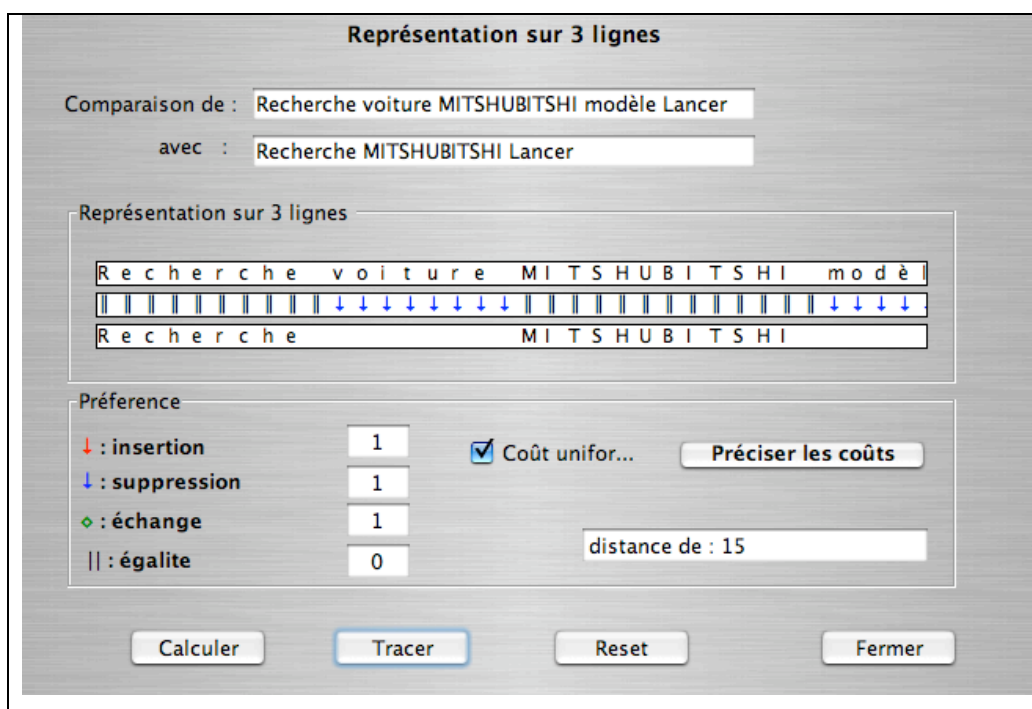 Représentation sur 3 lignes
Comparaison de : Recherche voiture MITSHUBITSHI modèle Lancer
avec : Recherche MITSHUBITSHI Lancer
Représentation sur 3 lignes
R e c h e r c h e v o i t u r e M I T S H U B I T S H I m o d è l
|| || || || || || || || || || ↓ ↓ ↓ ↓ ↓ ↓ ↓ ↓ || || || || || || || || || || || || || ↓ ↓ ↓ ↓
R e c h e r c h e M I T S H U B I T S H I
Préference
↓ : insertion 1
Coût unifor... Préciser les coûts
↓ : suppression 1
⋄ : échange 1
distance de : 15
|| : égalite 0
Calculer Tracer Reset Fermer